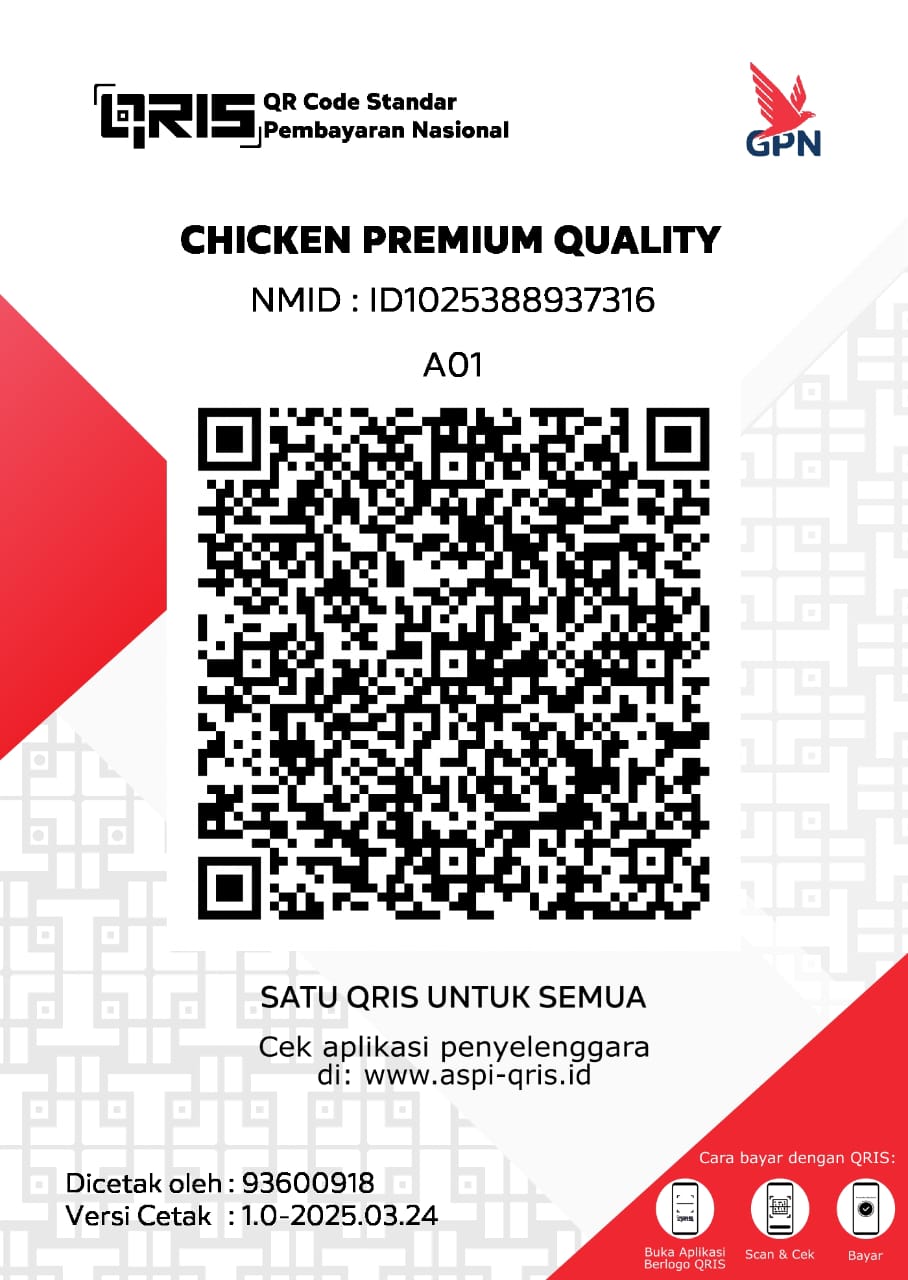 QRIS QR Code Standar
Pembayaran Nasional
GPN
CHICKEN PREMIUM QUALITY
NMID : ID1025388937316
A01
SATU QRIS UNTUK SEMUA
Cek aplikasi penyelenggara
di: www.aspi-qris.id
Dicetak oleh : 93600918
Versi Cetak : 1.0-2025.03.24
Cara bayar dengan QRIS:
Buka Aplikasi
Berlogo QRIS
Scan & Cek
Bayar